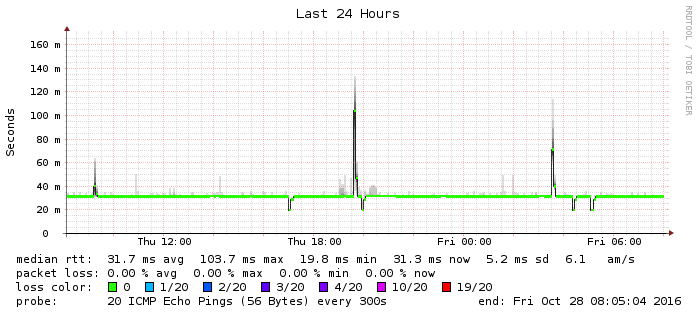 Last 24 Hours
RRDTOOL / TOBI OETIKER
Seconds
160 m
140 m
120 m
100 m
80 m
60 m
40 m
20 m
0
Thu 12:00 Thu 18:00 Fri 00:00 Fri 06:00
median rtt: 31.7 ms avg 103.7 ms max 19.8 ms min 31.3 ms now 5.2 ms sd 6.1 am/s
packet loss: 0.00 % avg 0.00 % max 0.00 % min 0.00 % now
loss color: 0 1/20 2/20 3/20 4/20 10/20 19/20
probe: 20 ICMP Echo Pings (56 Bytes) every 300s end: Fri Oct 28 08:05:04 2016